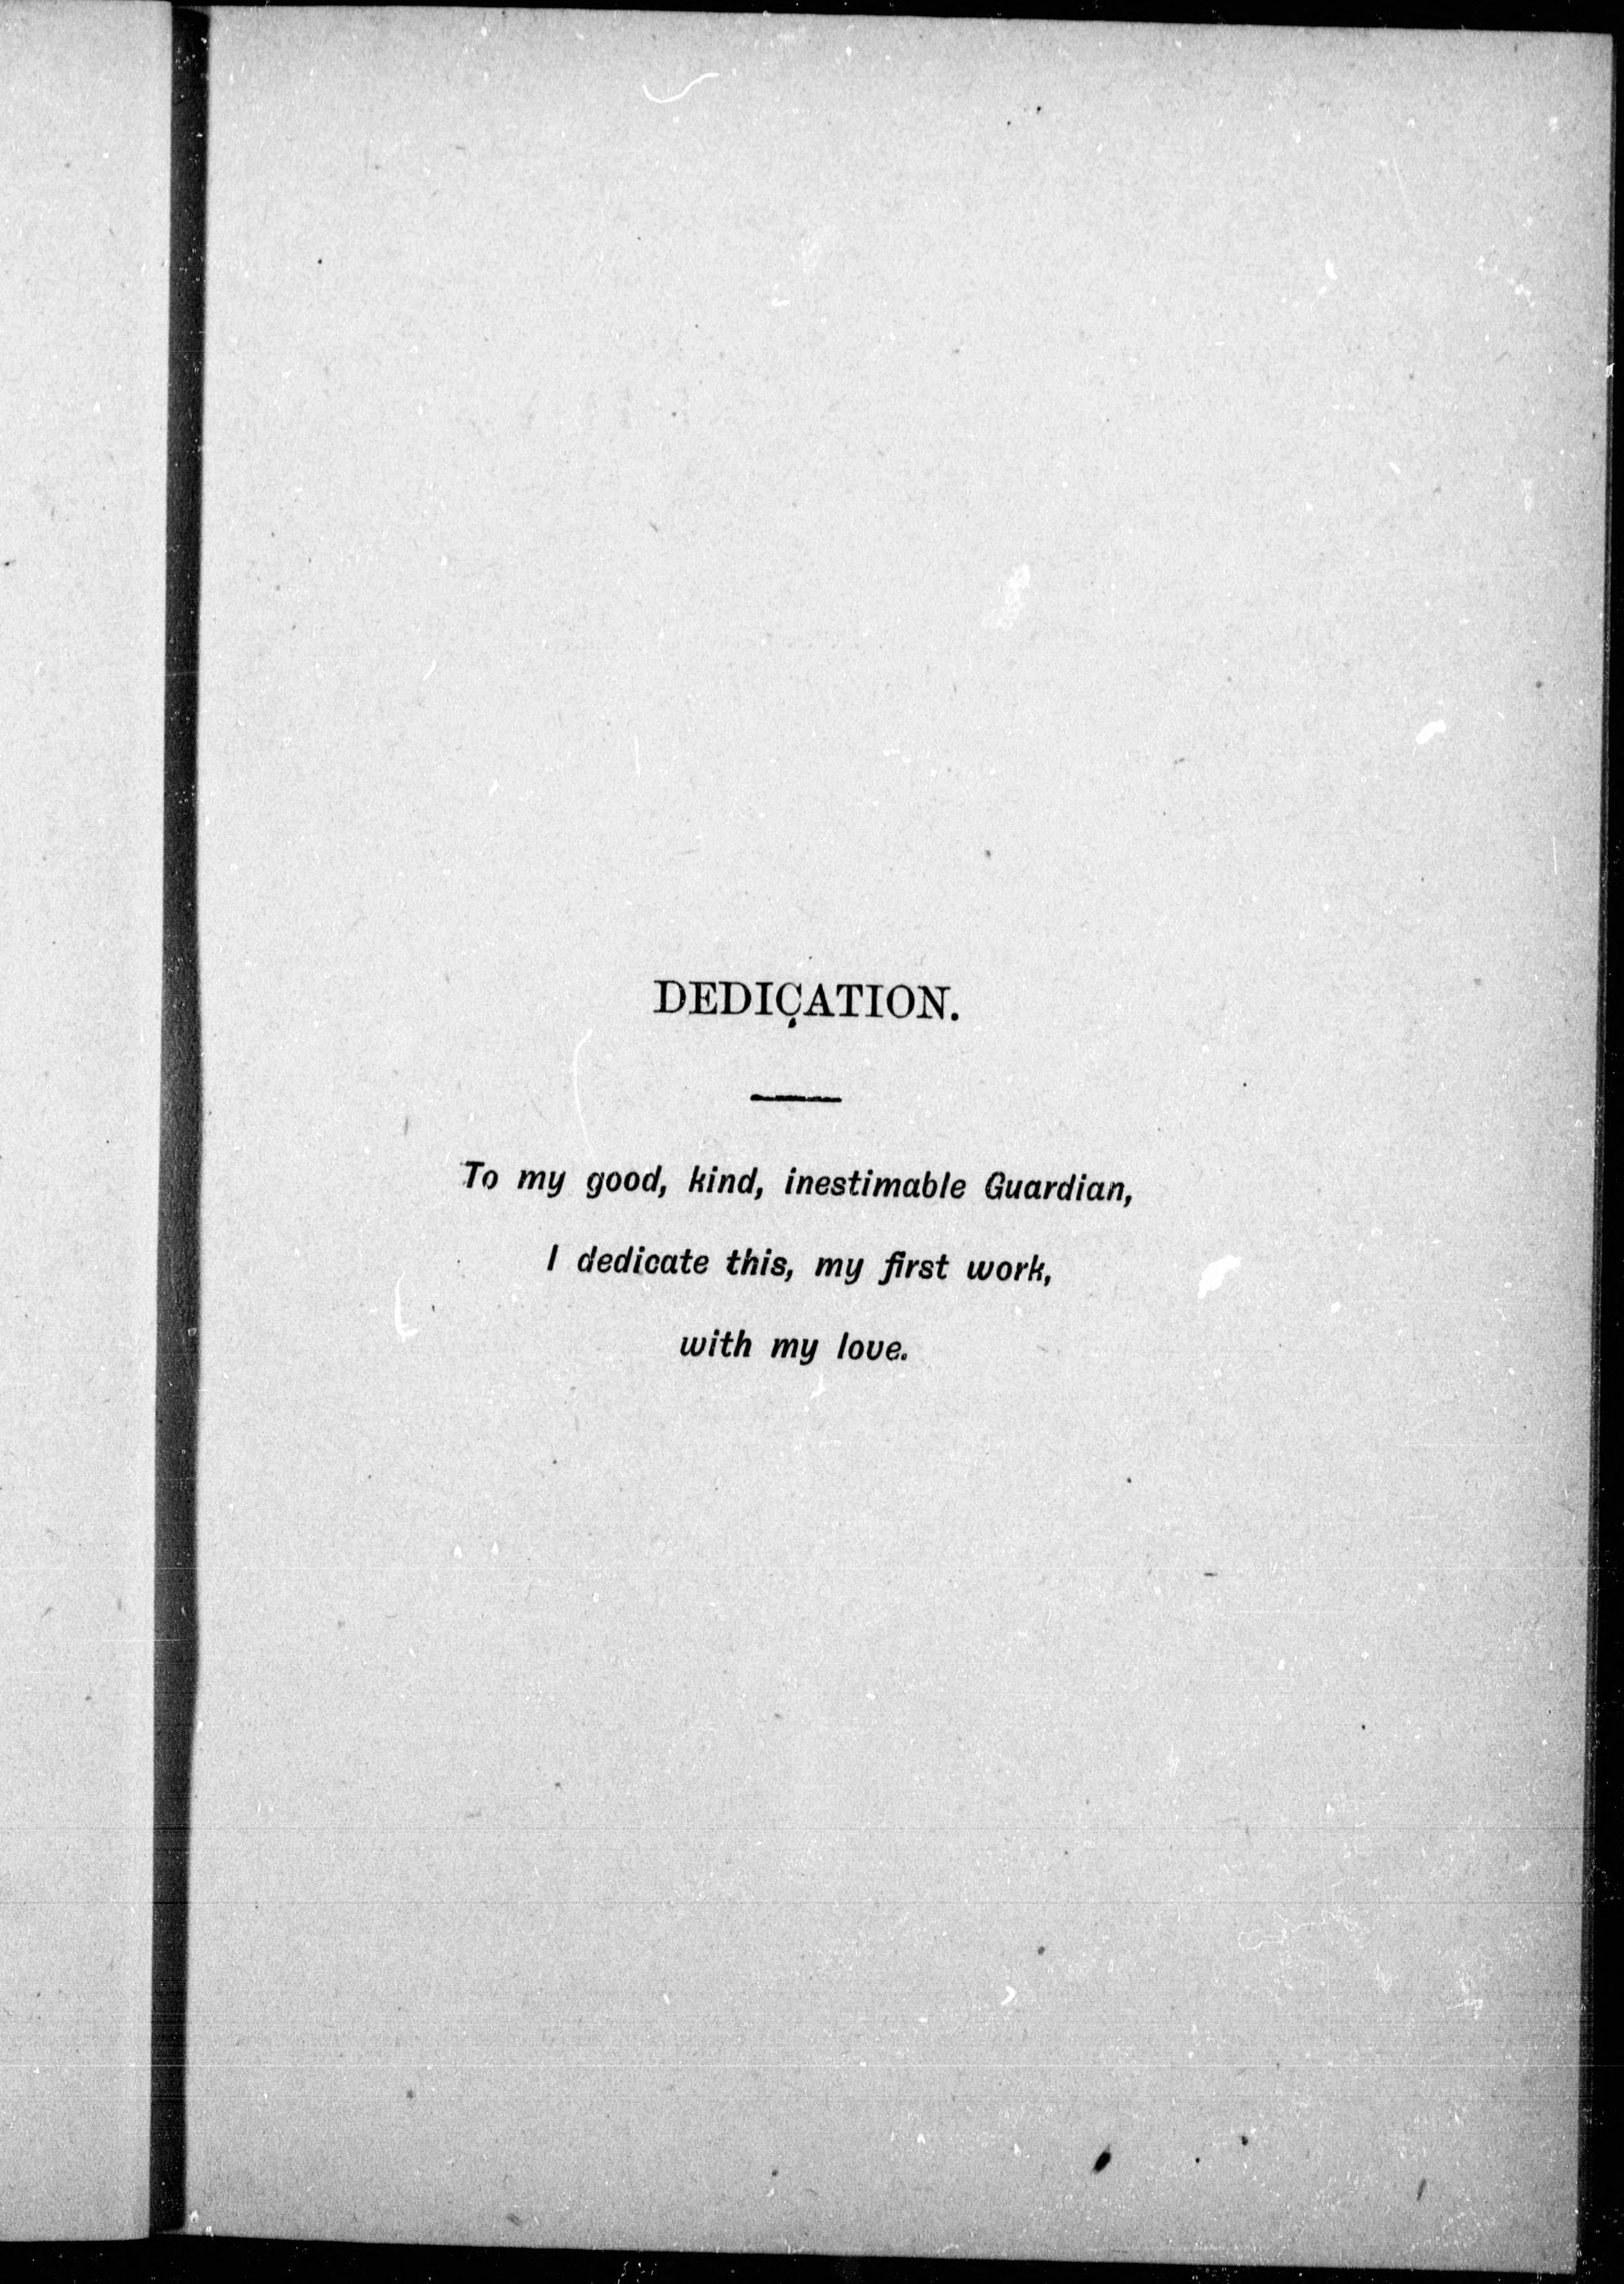 DEDICATION.
To my good, kind, inestimable Guardian,
I dedicate this, my first work,
with my love.